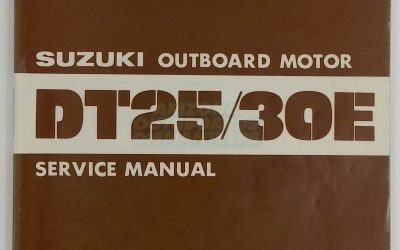 SUZUKI OUTBOARD MOTOR
DT25/30E
SERVICE MANUAL